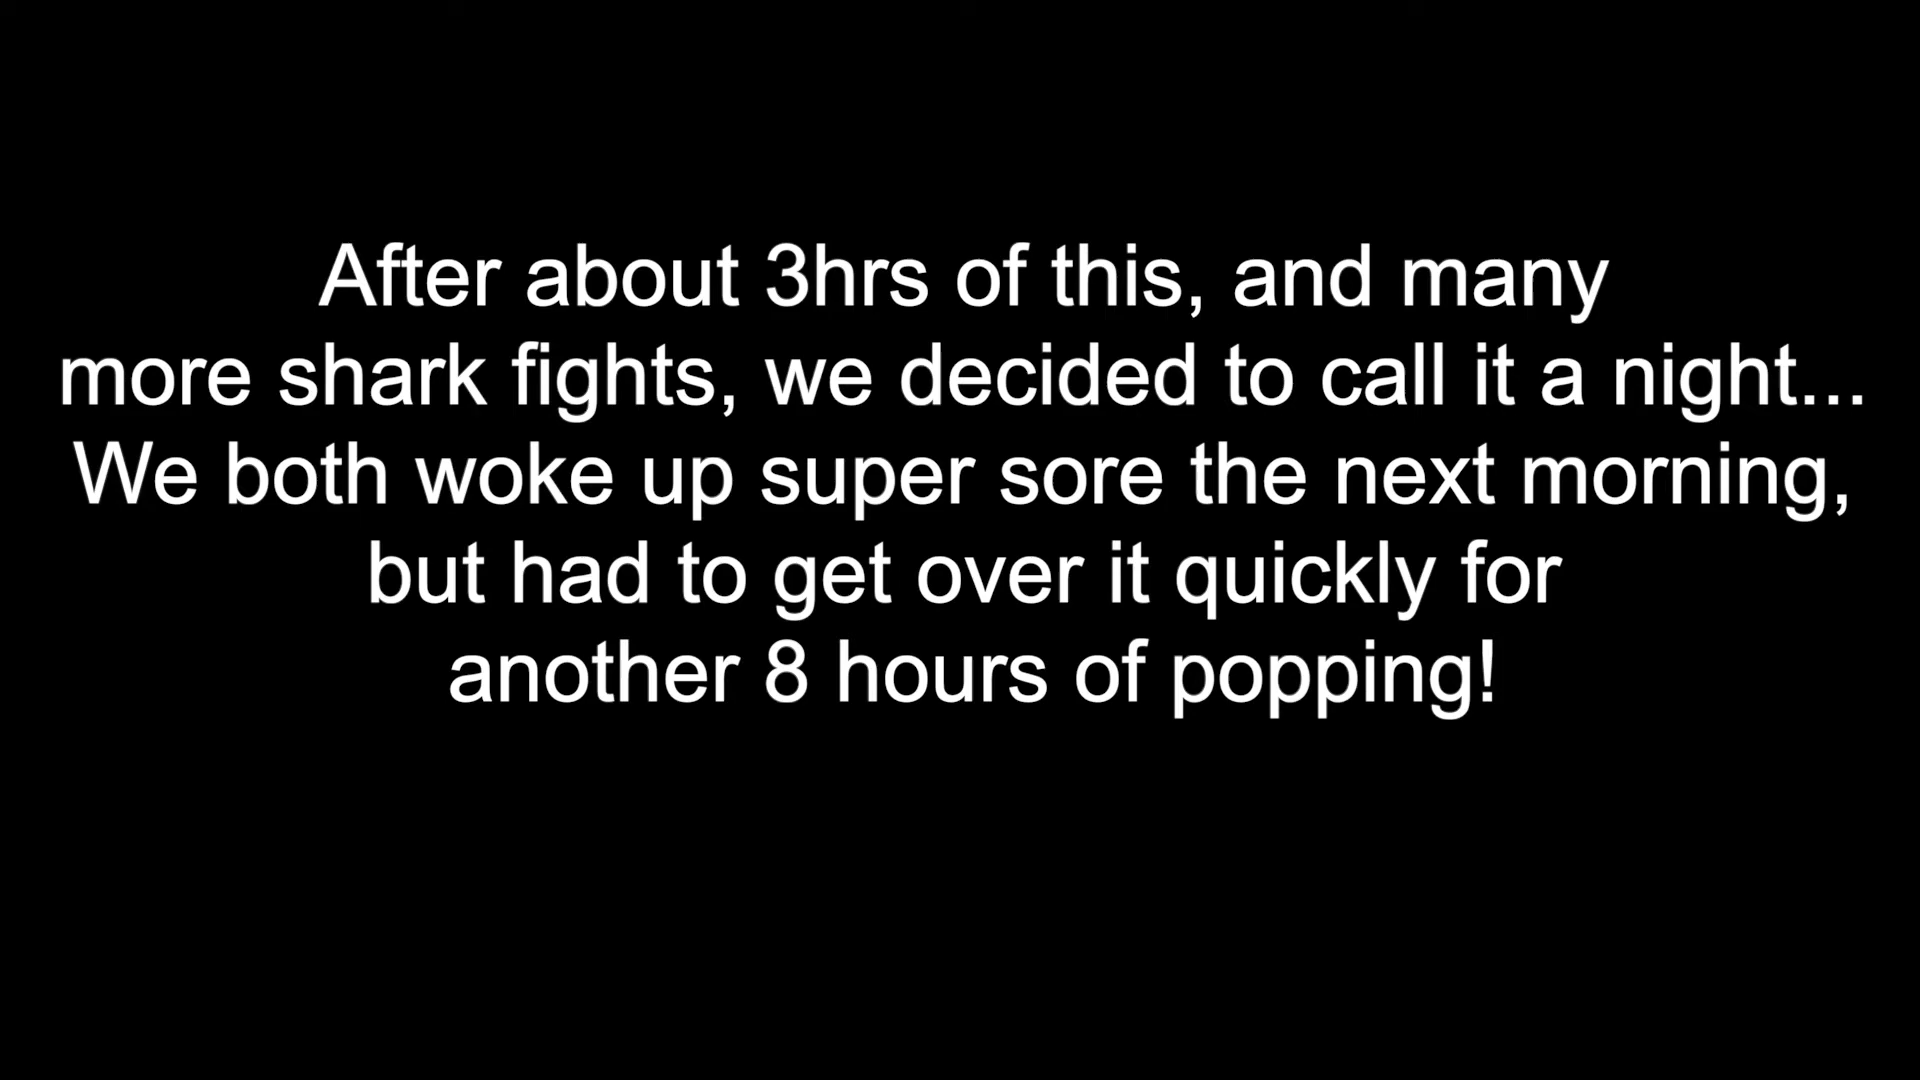 After about 3hrs of this, and many
more shark fights, we decided to call it a night...
We both woke up super sore the next morning,
but had to get over it quickly for
another 8 hours of popping!